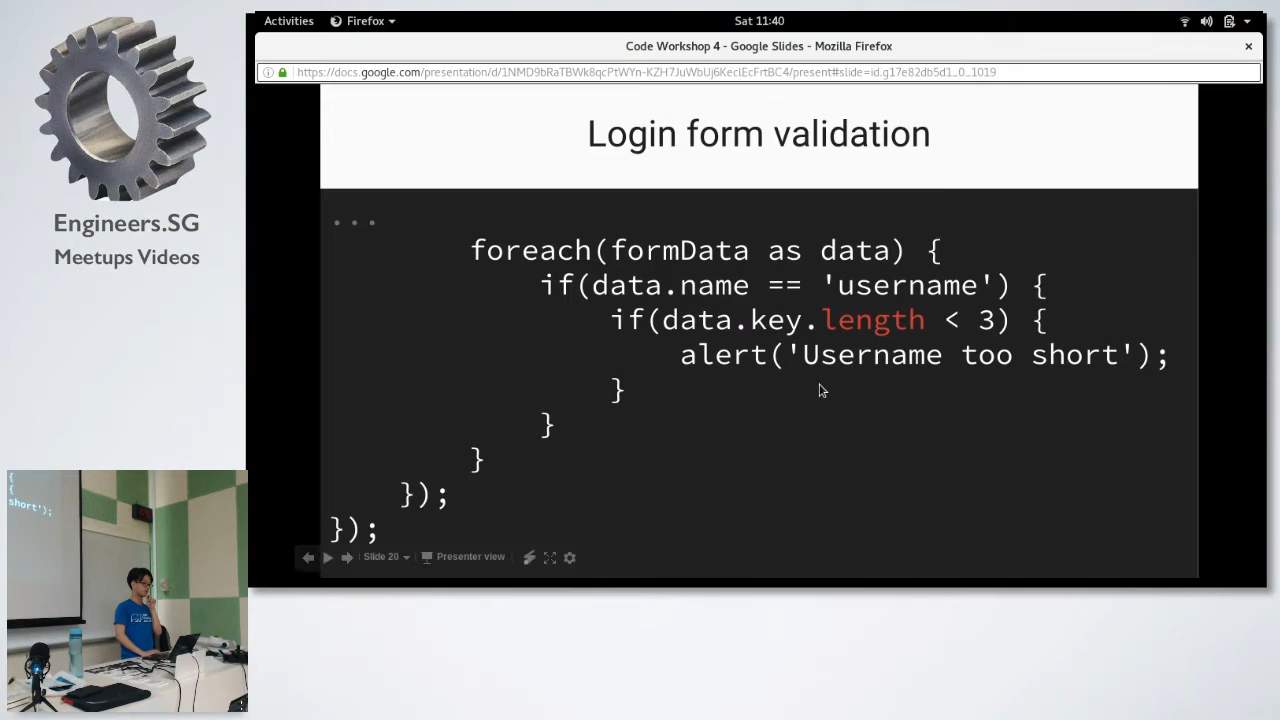 Activities
Firefox
Sat 11:40
Code Workshop 4 - Google Slides - Mozilla Firefox
https://docs.google.com/presentation/d/1NMD9bRaTBWk8qcPtWYn-KZH7JuWbUj6KeclEcFrtBC4/present#slide=id.g17e82db5d1_0_1019
Login form validation
. . .
foreach(formData as data) {
if(data.name == 'username') {
if(data.key.length < 3) {
alert('Username too short');
}
}
}
});
});
Slide 20
Presenter view
Engineers.SG
Meetups Videos
{
{
short');